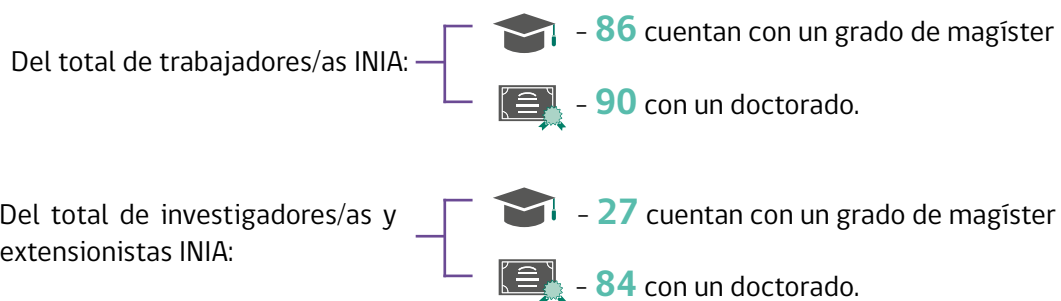 Del total de trabajadores/as INIA:
– 86 cuentan con un grado de magíster
– 90 con un doctorado.
Del total de investigadores/as y
extensionistas INIA:
– 27 cuentan con un grado de magíster
– 84 con un doctorado.